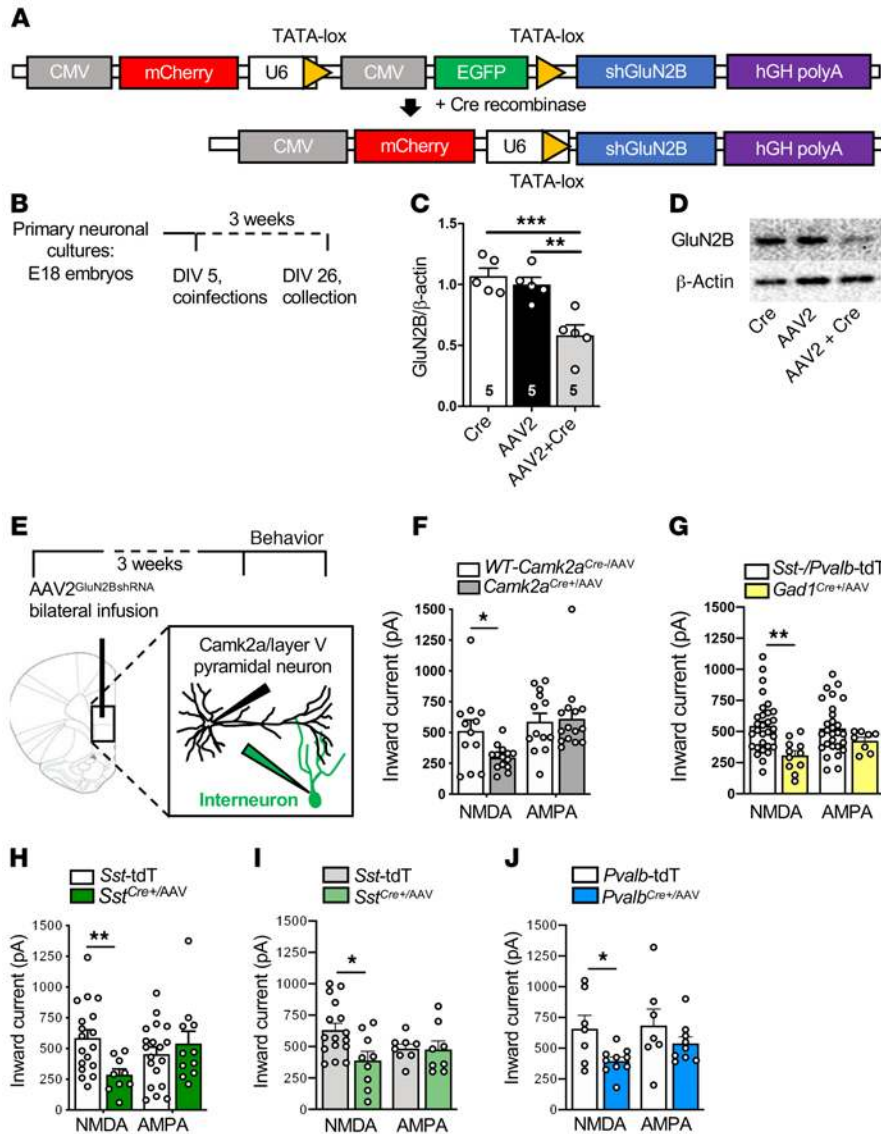 A
TATA-lox TATA-lox
CMV mCherry U6 CMV EGFP shGluN2B hGH polyA
+ Cre recombinase
CMV mCherry U6 shGluN2B hGH polyA
TATA-lox
B
3 weeks
Primary neuronal
cultures:
E18 embryos
DIV 5,
coinfections
DIV 26,
collection
C
***
**
GluN2B/β-actin
1.5
1.0
0.5
0.0
5 5 5
Cre
AAV2
AAV2+Cre
D
GluN2B
β-Actin
Cre
AAV2
AAV2 + Cre
E
Behavior
3 weeks
AAV2GluN2BshRNA
bilateral infusion
Camk2a/layer V
pyramidal neuron
Interneuron
F
WT-Camk2aCre-/AAV
Camk2aCre+/AAV
Inward current (pA)
1500
1250
1000
750
500
250
0
*
NMDA AMPA
G
Sst-/Pvalb-tdT
Gad1Cre+/AAV
Inward current (pA)
1500
1250
1000
750
500
250
0
**
NMDA AMPA
H
Sst-tdT
SstCre+/AAV
Inward current (pA)
1500
1250
1000
750
500
250
0
**
NMDA AMPA
I
Sst-tdT
SstCre+/AAV
Inward current (pA)
1500
1250
1000
750
500
250
0
*
NMDA AMPA
J
Pvalb-tdT
PvalbCre+/AAV
Inward current (pA)
1500
1250
1000
750
500
250
0
*
NMDA AMPA